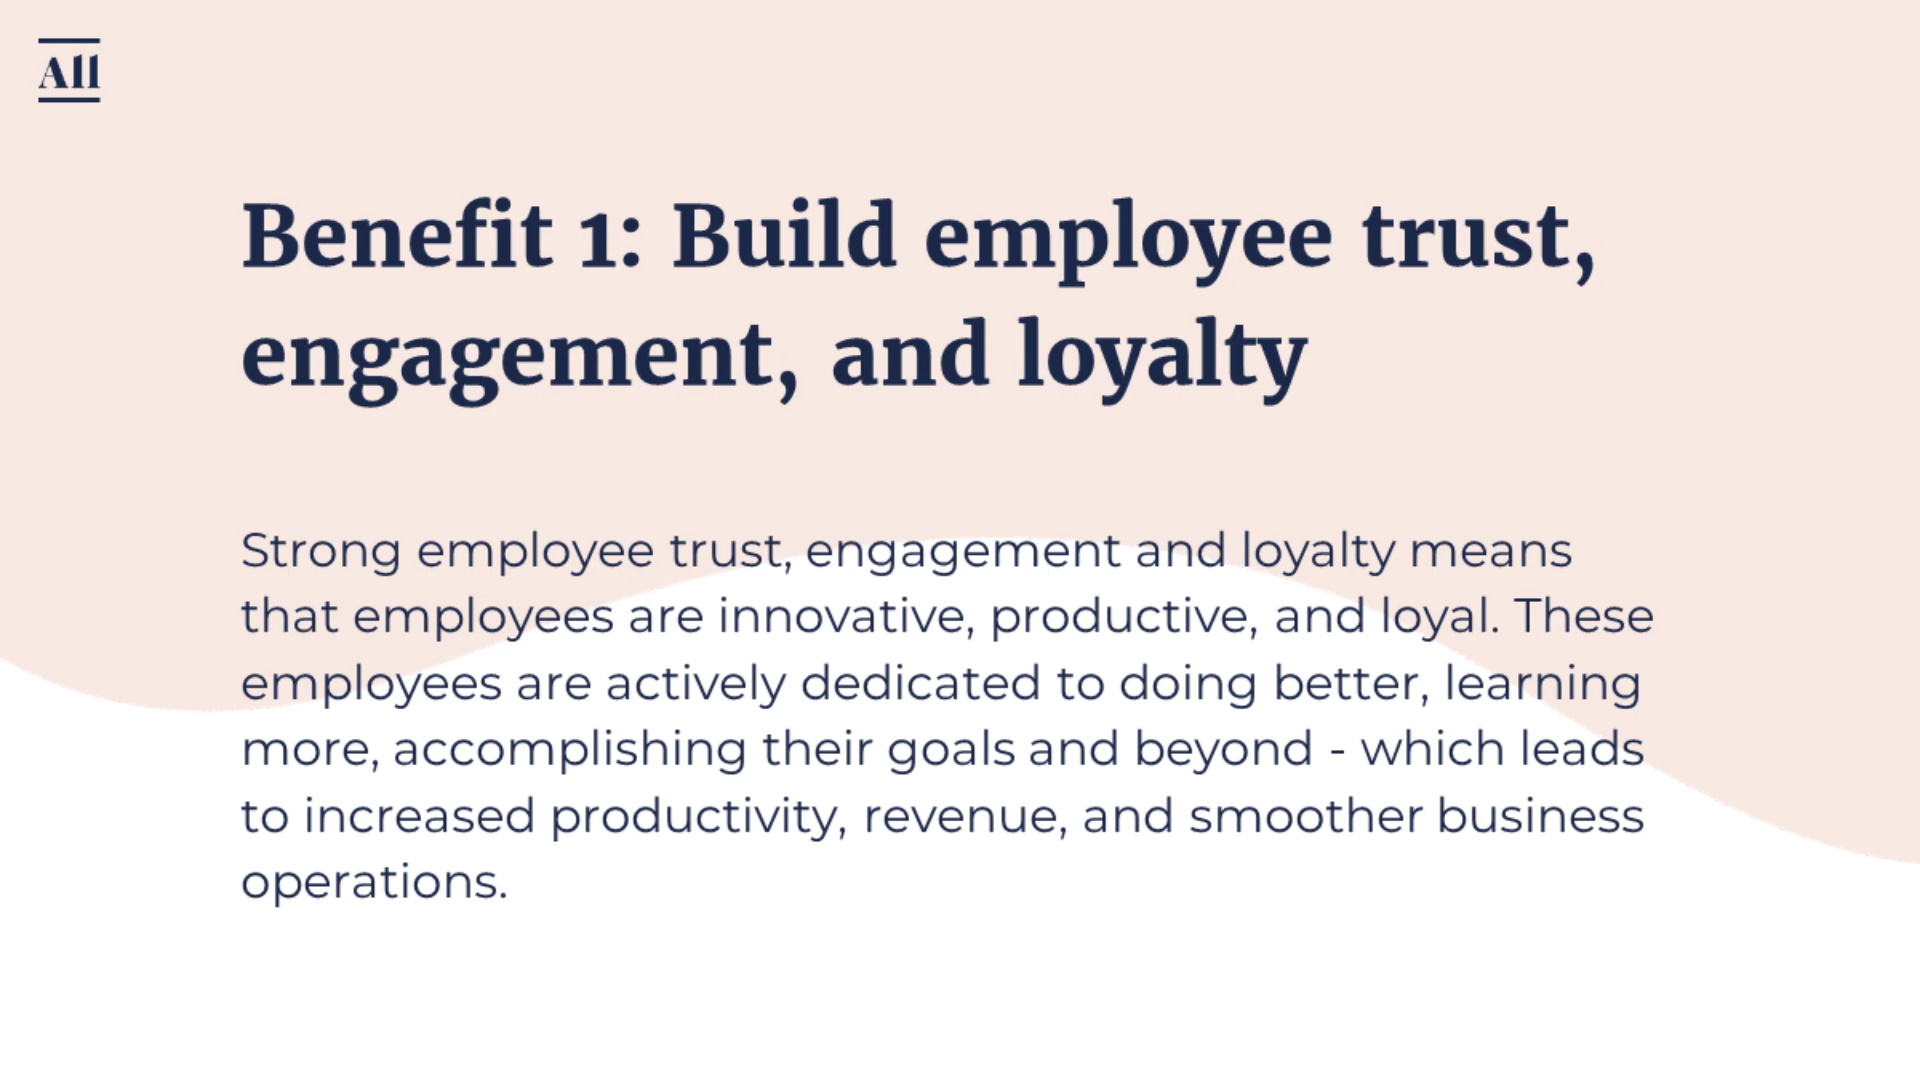 All
Benefit 1: Build employee trust,
engagement, and loyalty
Strong employee trust, engagement and loyalty means
that employees are innovative, productive, and loyal. These
employees are actively dedicated to doing better, learning
more, accomplishing their goals and beyond - which leads
to increased productivity, revenue, and smoother business
operations.